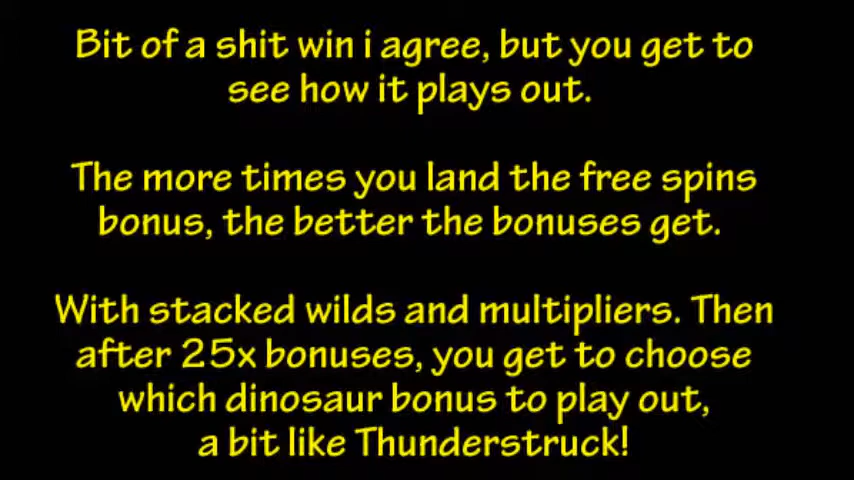 Bit of a shit win i agree, but you get to
see how it plays out.
The more times you land the free spins
bonus, the better the bonuses get.
With stacked wilds and multipliers. Then
after 25x bonuses, you get to choose
which dinosaur bonus to play out,
a bit like Thunderstruck!